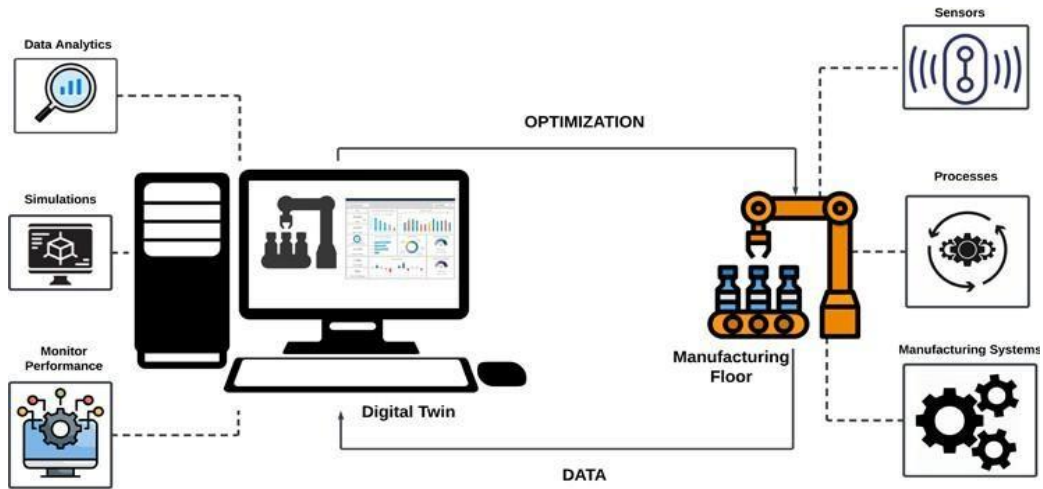 Sensors
Data Analytics
OPTIMIZATION
Simulations
Processes
Monitor
Performance
Manufacturing
Floor
Manufacturing Systems
Digital Twin
DATA